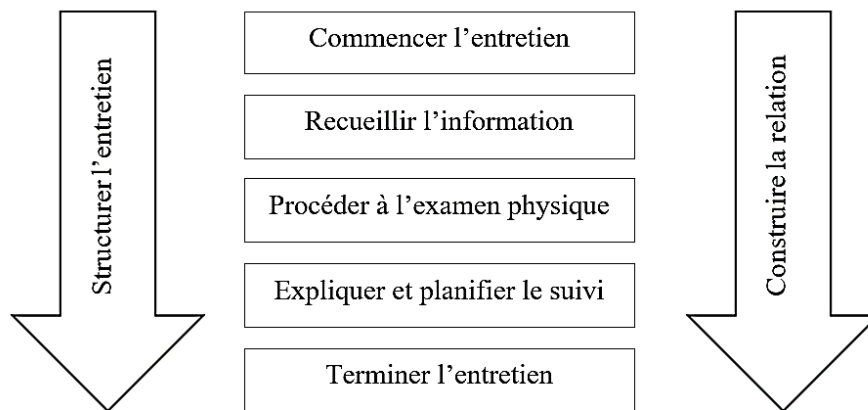 Structurer l’entretien
Commencer l’entretien
Recueillir l’information
Procéder à l’examen physique
Expliquer et planifier le suivi
Terminer l’entretien
Construire la relation